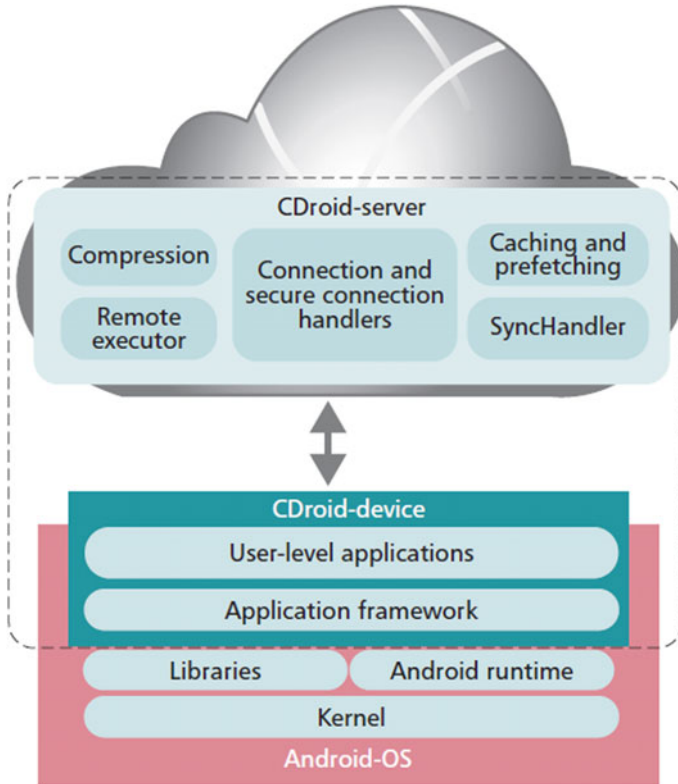 CDroid-server
Compression
Connection and
secure connection
handlers
Caching and
prefetching
Remote
executor
SyncHandler
CDroid-device
User-level applications
Application framework
Libraries
Android runtime
Kernel
Android-OS